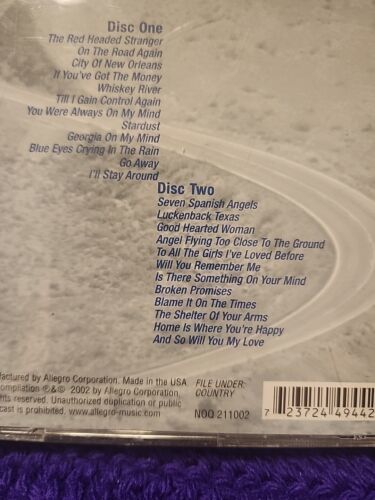 Disc One
The Red Headed Stranger
On The Road Again
City Of New Orleans
If You've Got The Money
Whiskey River
Till I Gain Control Again
You Were Always On My Mind
Stardust
Georgia On My Mind
Blue Eyes Crying In The Rain
Go Away
I'll Stay Around
Disc Two
Seven Spanish Angels
Luckenback Texas
Good Hearted Woman
Angel Flying Too Close To The Ground
To All The Girls I've Loved Before
Will You Remember Me
Is There Something On Your Mind
Broken Promises
Blame It On The Times
The Shelter Of Your Arms
Home Is Where You're Happy
And So Will You My Love
factured by Allegro Corporation. Made in the USA
compilation ℗&© 2002 by Allegro Corporation.
served. Unauthorized duplication of public
cast is prohibited. www.allegro-music.com
FILE UNDER:
COUNTRY
NOQ 211002
7 23724 49442